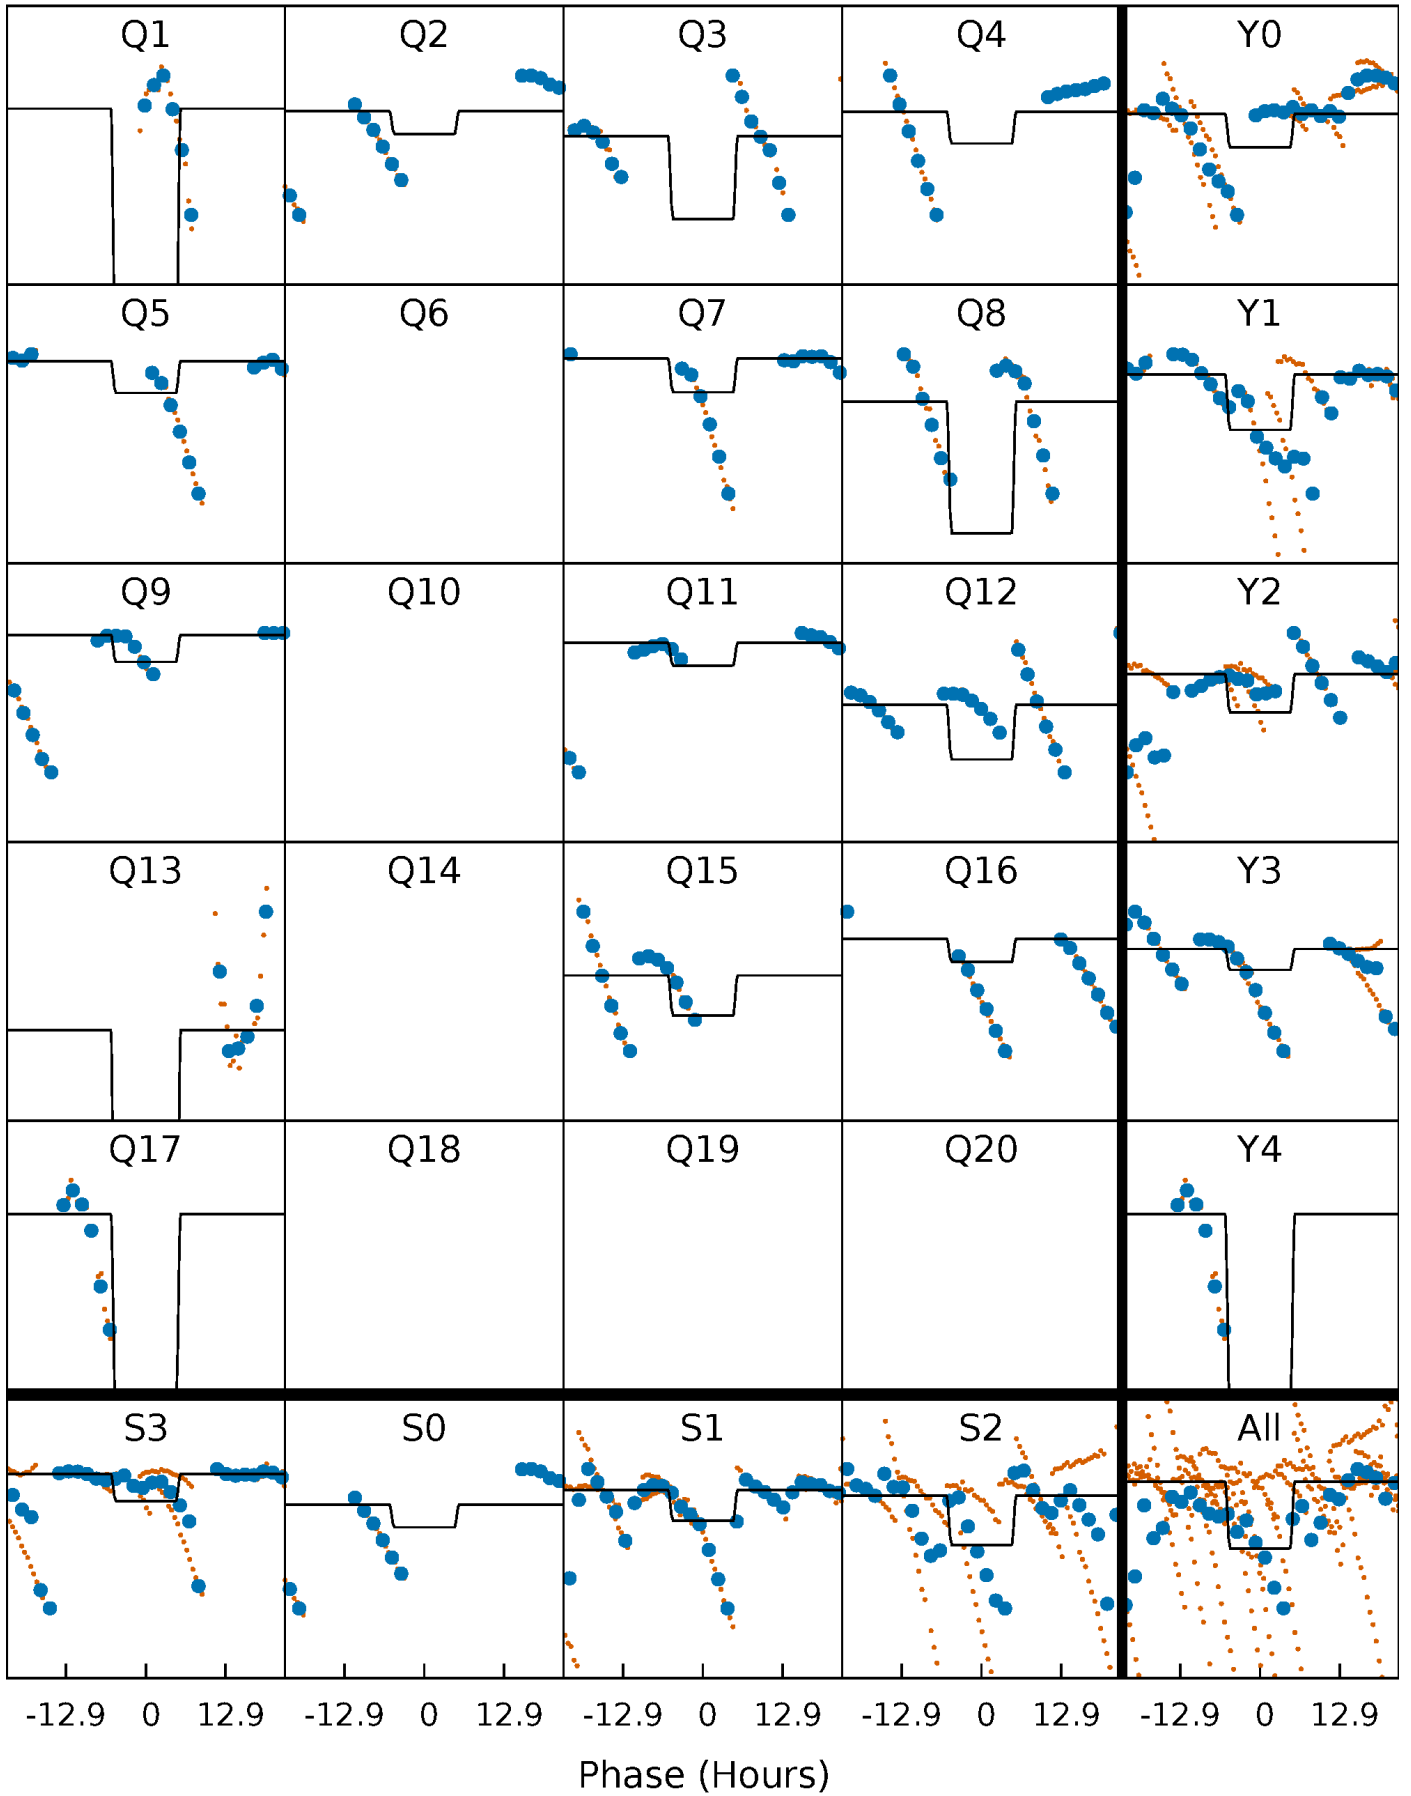 Q1 Q2 Q3 Q4 Y0
Q5 Q6 Q7 Q8 Y1
Q9 Q10 Q11 Q12 Y2
Q13 Q14 Q15 Q16 Y3
Q17 Q18 Q19 Q20 Y4
S3 S0 S1 S2 All
-12.9 0 12.9 -12.9 0 12.9 -12.9 0 12.9 -12.9 0 12.9 -12.9 0 12.9
Phase (Hours)